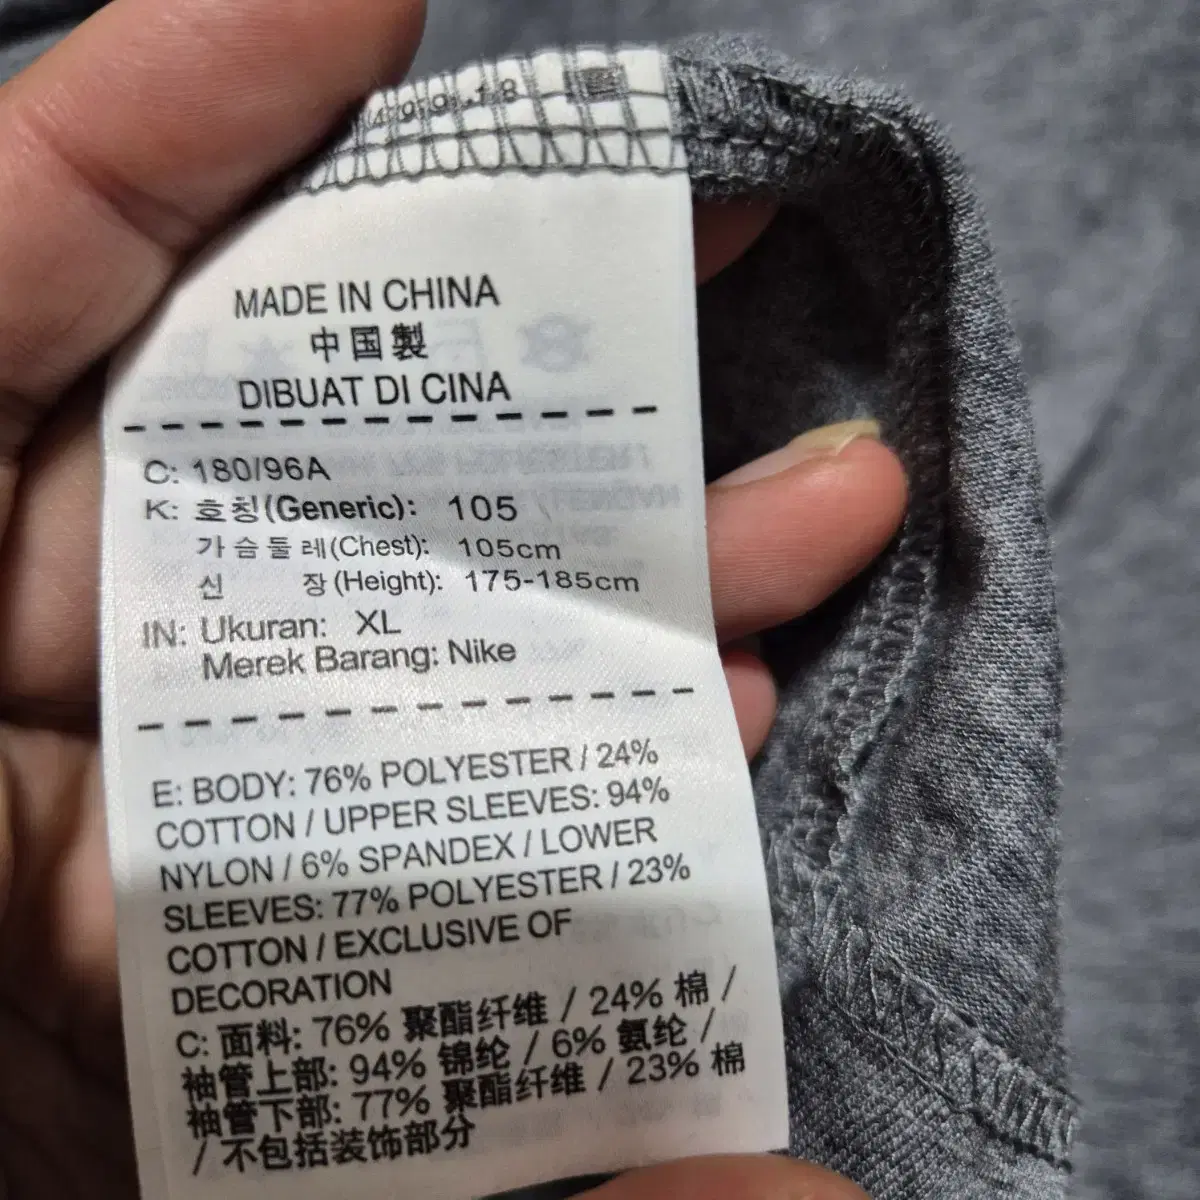 MADE IN CHINA
中国製
DIBUAT DI CINA
C: 180/96A
K: 호칭(Generic): 105
가슴둘레(Chest): 105cm
신 장(Height): 175-185cm
IN: Ukuran: XL
Merek Barang: Nike
E: BODY: 76% POLYESTER / 24%
COTTON / UPPER SLEEVES: 94%
NYLON / 6% SPANDEX / LOWER
SLEEVES: 77% POLYESTER / 23%
COTTON / EXCLUSIVE OF
DECORATION
C: 面料: 76% 聚酯纤维 / 24% 棉 /
袖管上部: 94% 锦纶 / 6% 氨纶 /
袖管下部: 77% 聚酯纤维 / 23% 棉
/ 不包括装饰部分